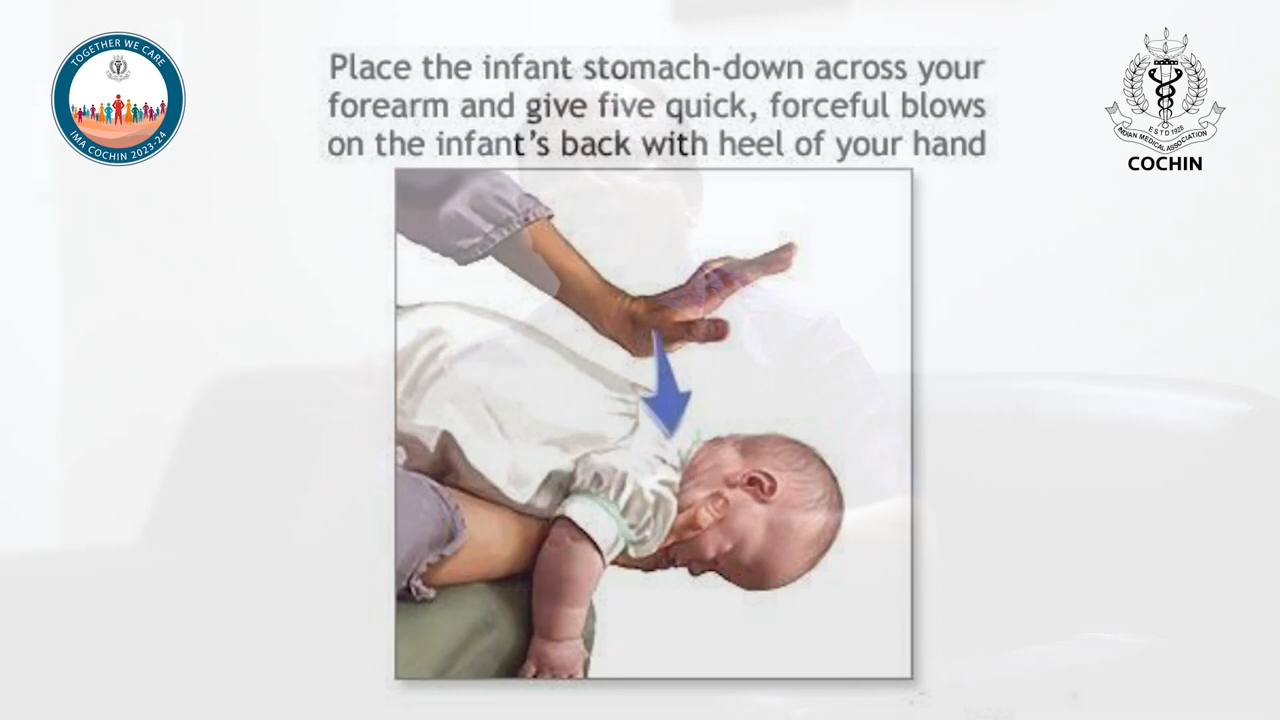 TOGETHER WE CARE
IMA COCHIN 2023-24
Place the infant stomach-down across your
forearm and give five quick, forceful blows
on the infant's back with heel of your hand
ESTD 1928
INDIAN MEDICAL ASSOCIATION
COCHIN